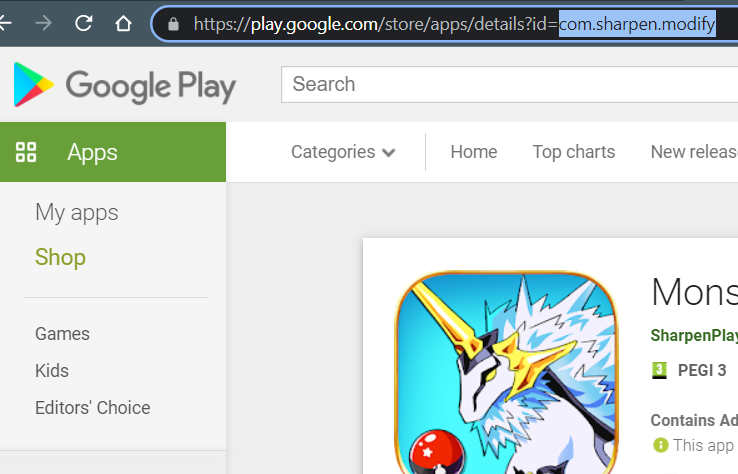 https://play.google.com/store/apps/details?id=com.sharpen.modify
Google Play
Search
Apps
Categories
Home
Top charts
New releas
My apps
Shop
Games
Kids
Editors' Choice
Mons
SharpenPlay
3
PEGI 3
Contains Ad
This app